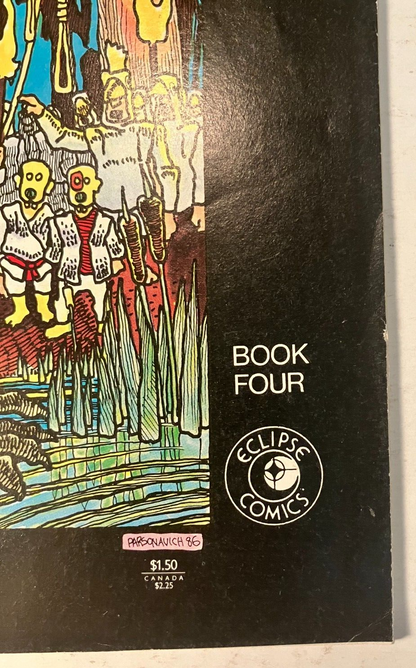 BOOK
FOUR
ECLIPSE
COMICS
PARSONAVICH 86
$1.50
CANADA
$2.25